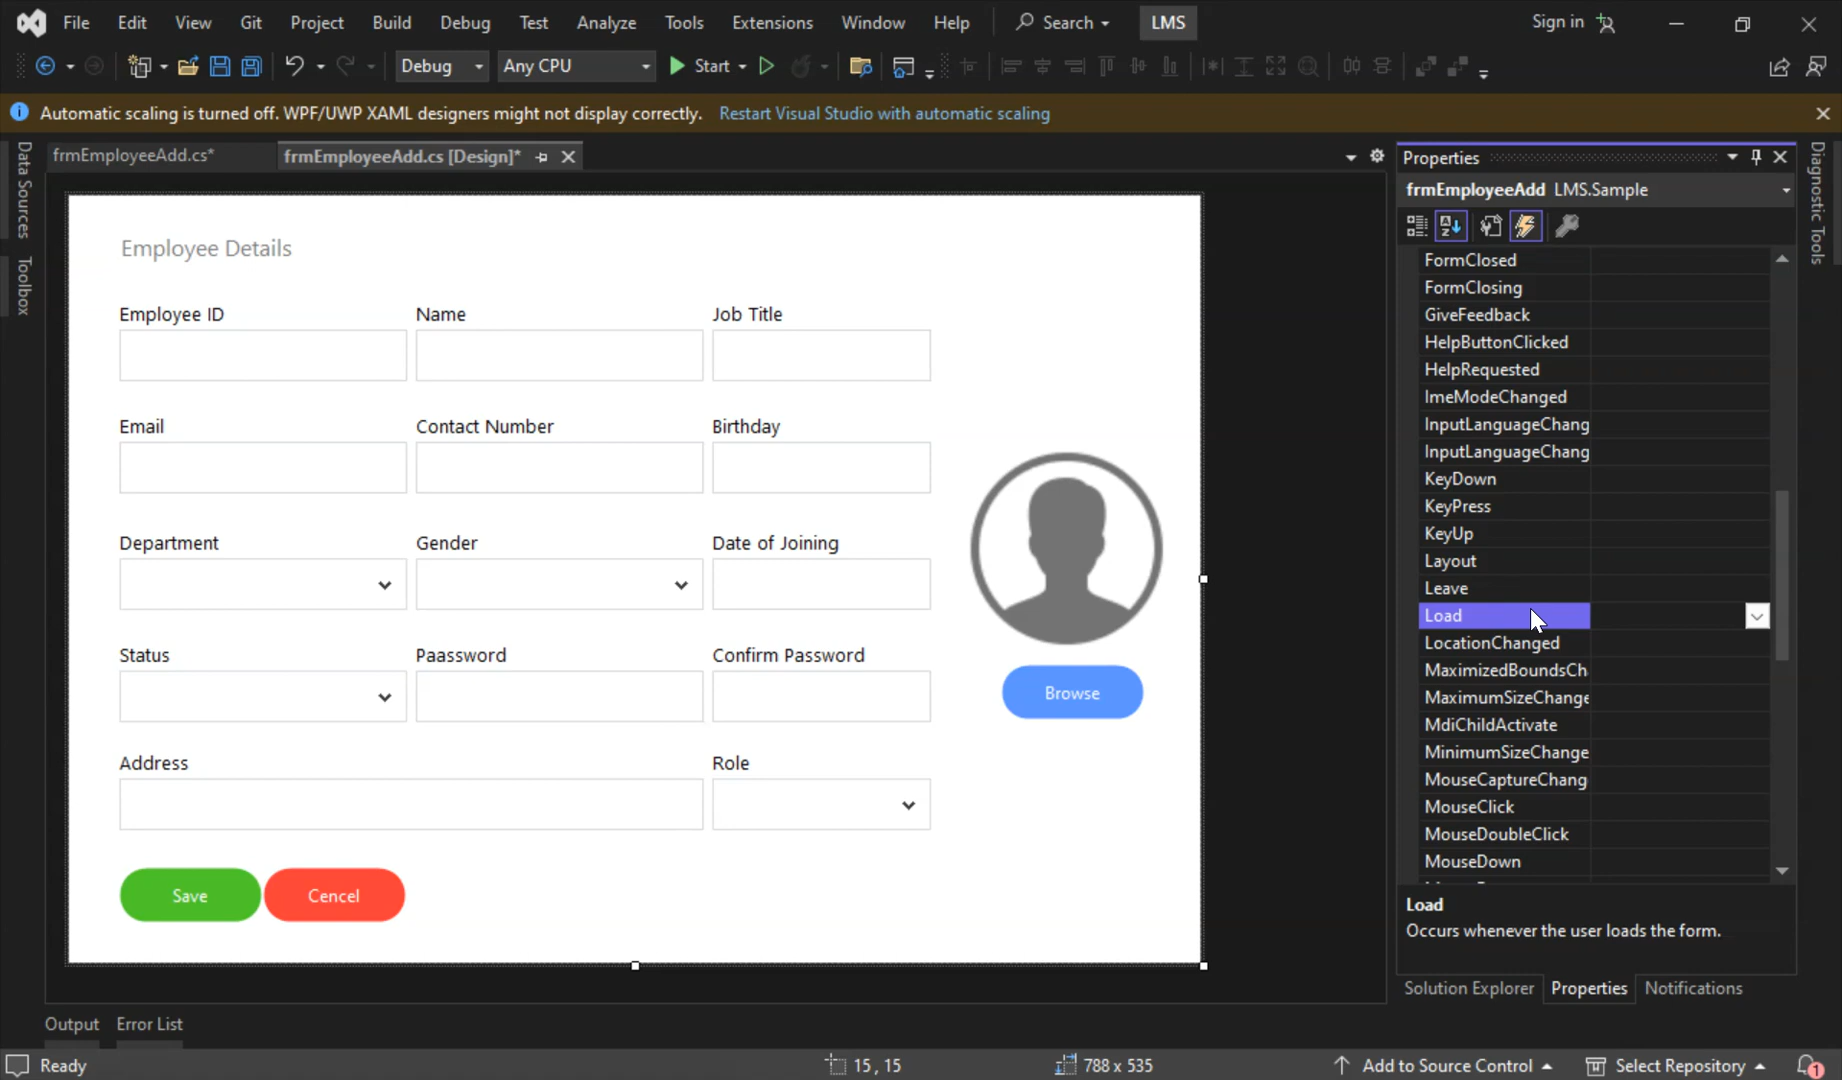 File Edit View Git Project Build Debug Test Analyze Tools Extensions Window Help Search LMS Sign in
Debug Any CPU Start
Automatic scaling is turned off. WPF/UWP XAML designers might not display correctly. Restart Visual Studio with automatic scaling
Data Sources
Toolbox
frmEmployeeAdd.cs* frmEmployeeAdd.cs [Design]*
Employee Details
Employee ID Name Job Title
Email Contact Number Birthday
Department Gender Date of Joining
Status Paassword Confirm Password
Browse
Address Role
Save Cencel
Properties
frmEmployeeAdd LMS.Sample
FormClosed
FormClosing
GiveFeedback
HelpButtonClicked
HelpRequested
ImeModeChanged
InputLanguageChang
InputLanguageChang
KeyDown
KeyPress
KeyUp
Layout
Leave
Load
LocationChanged
MaximizedBoundsCh
MaximumSizeChange
MdiChildActivate
MinimumSizeChange
MouseCaptureChang
MouseClick
MouseDoubleClick
MouseDown
Load
Occurs whenever the user loads the form.
Solution Explorer Properties Notifications
Diagnostic Tools
Output Error List
Ready 15 , 15 788 x 535 Add to Source Control Select Repository 1